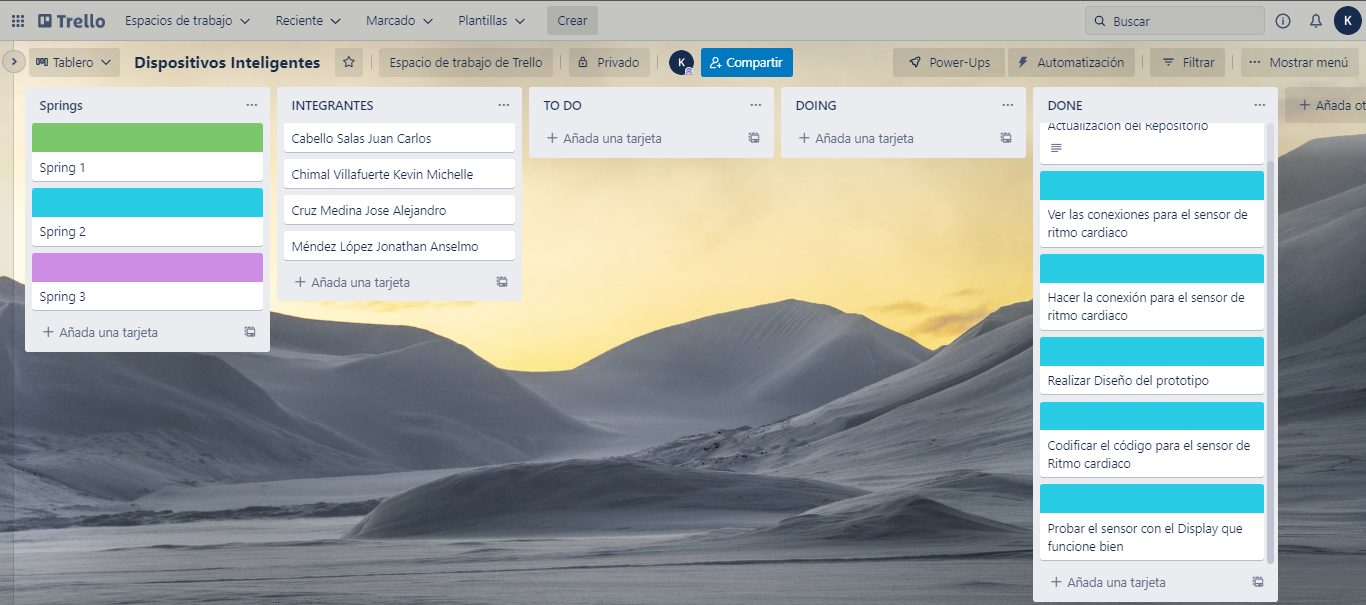 Trello Espacios de trabajo Reciente Marcado Plantillas Crear Buscar K
Tablero Dispositivos Inteligentes Espacio de trabajo de Trello Privado K Compartir Power-Ups Automatización Filtrar Mostrar menú
Springs
Spring 1
Spring 2
Spring 3
Añada una tarjeta
INTEGRANTES
Cabello Salas Juan Carlos
Chimal Villafuerte Kevin Michelle
Cruz Medina Jose Alejandro
Méndez López Jonathan Anselmo
Añada una tarjeta
TO DO
Añada una tarjeta
DOING
Añada una tarjeta
DONE
Actualización del Repositorio
Ver las conexiones para el sensor de
ritmo cardiaco
Hacer la conexión para el sensor de
ritmo cardiaco
Realizar Diseño del prototipo
Codificar el código para el sensor de
Ritmo cardiaco
Probar el sensor con el Display que
funcione bien
Añada una tarjeta
Añada ot